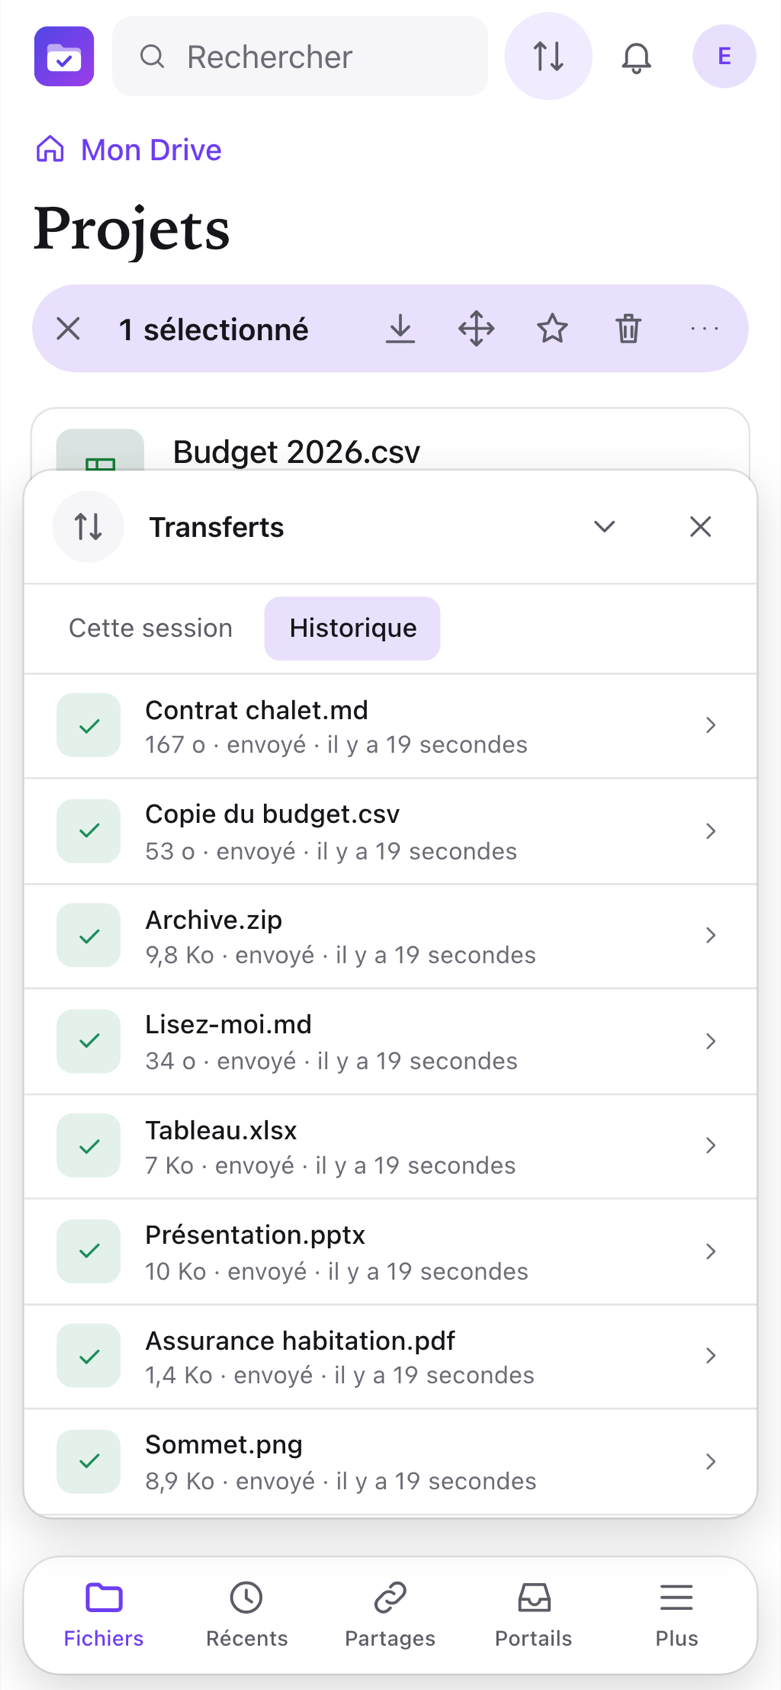 Rechercher
E
Mon Drive
Projets
1 sélectionné
Budget 2026.csv
Transferts
Cette session
Historique
Contrat chalet.md
167 o · envoyé · il y a 19 secondes
Copie du budget.csv
53 o · envoyé · il y a 19 secondes
Archive.zip
9,8 Ko · envoyé · il y a 19 secondes
Lisez-moi.md
34 o · envoyé · il y a 19 secondes
Tableau.xlsx
7 Ko · envoyé · il y a 19 secondes
Présentation.pptx
10 Ko · envoyé · il y a 19 secondes
Assurance habitation.pdf
1,4 Ko · envoyé · il y a 19 secondes
Sommet.png
8,9 Ko · envoyé · il y a 19 secondes
Fichiers
Récents
Partages
Portails
Plus